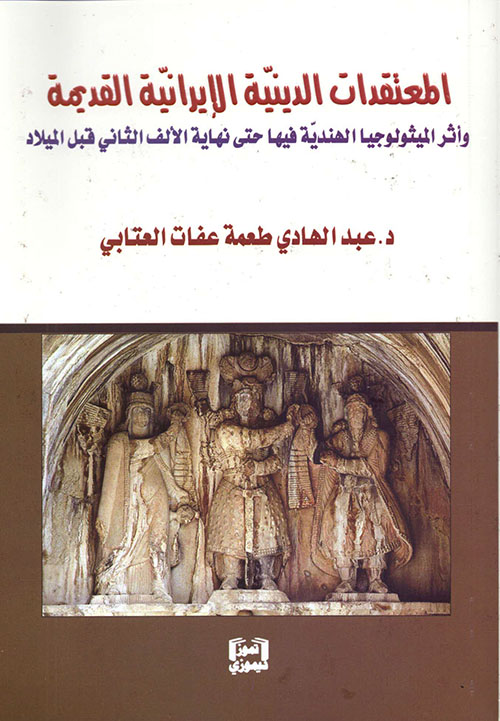 المعتقدات الدينيّة الإيرانيّة القديمة
وأثر الميثولوجيا الهنديّة فيها حتى نهاية الألف الثاني قبل الميلاد
د. عبد الهادي طعمة عفات العتابي
تموز
ديموزي